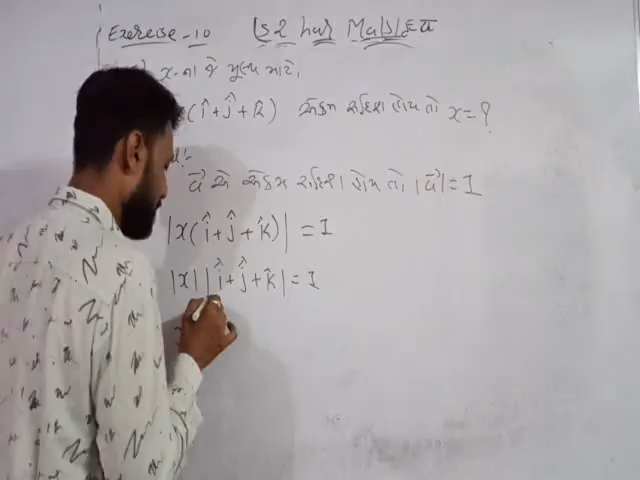 Exercise - 10
x ના જે મૂલ્ય માટે,
x(î+ĵ+k̂) એકમ સદિશ હોય તો x=?
a⃗ એ એકમ સદિશ હોય તો, |a⃗|=1
|x(î+ĵ+k̂)| = 1
|x||î+ĵ+k̂| = 1